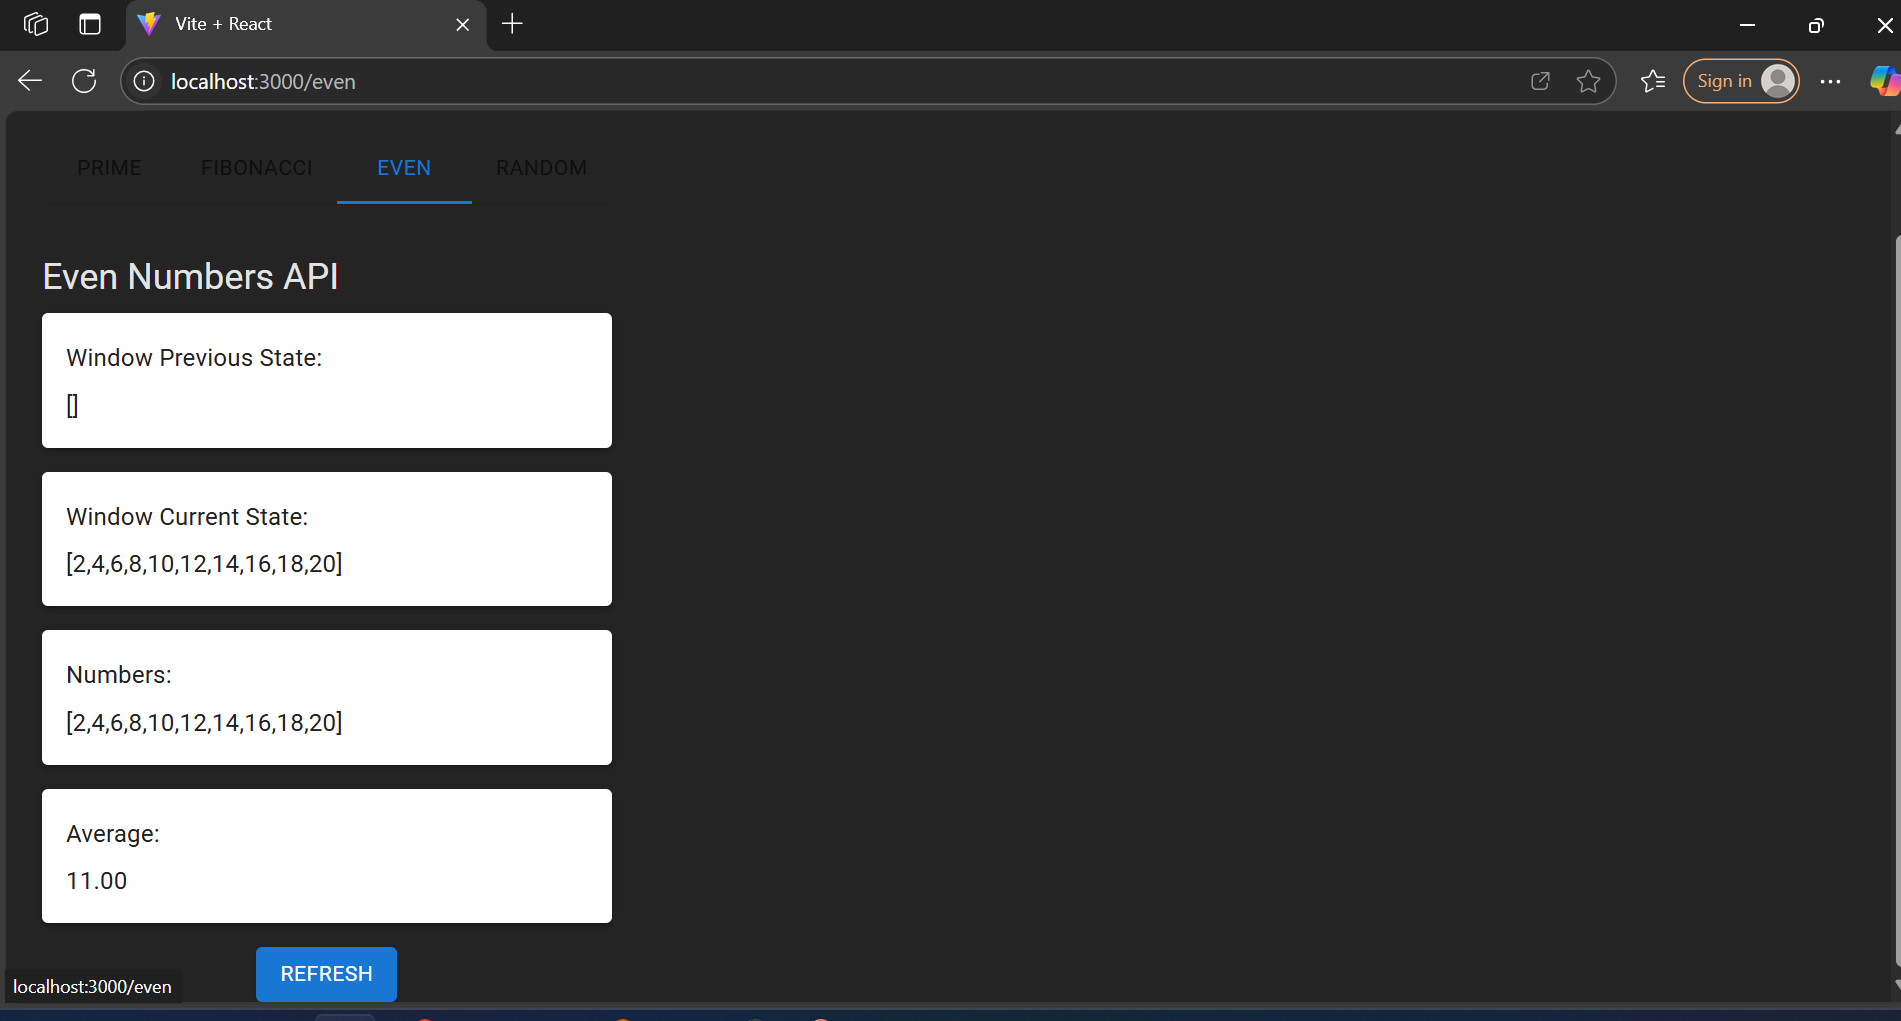 Vite + React
localhost:3000/even
Sign in
PRIME FIBONACCI EVEN RANDOM
Even Numbers API
Window Previous State:
[]
Window Current State:
[2,4,6,8,10,12,14,16,18,20]
Numbers:
[2,4,6,8,10,12,14,16,18,20]
Average:
11.00
REFRESH
localhost:3000/even